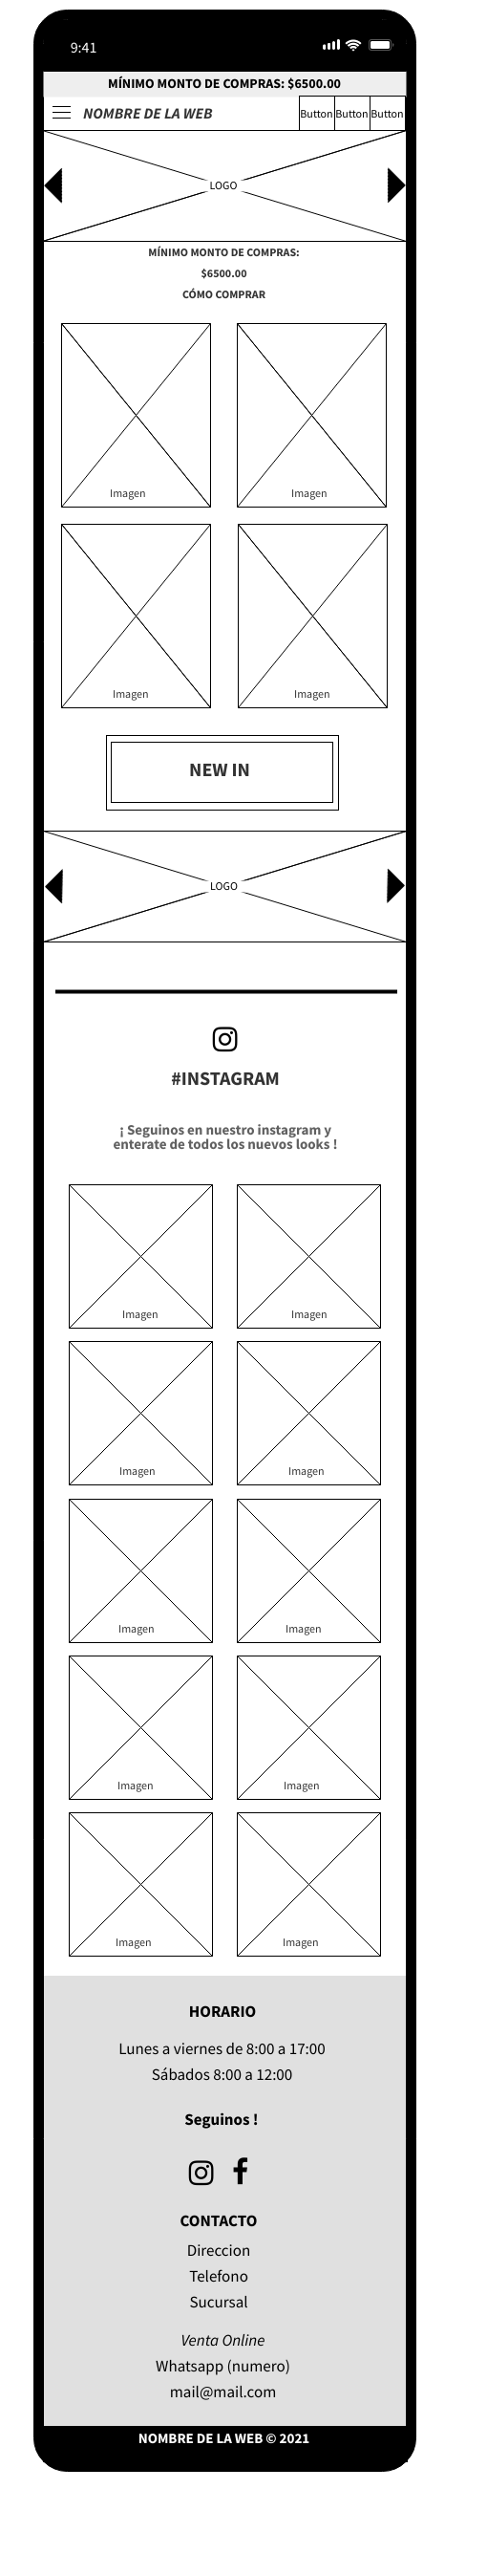 9:41
MÍNIMO MONTO DE COMPRAS: $6500.00
NOMBRE DE LA WEB
Button Button Button
LOGO
MÍNIMO MONTO DE COMPRAS:
$6500.00
CÓMO COMPRAR
Imagen Imagen
Imagen Imagen
NEW IN
LOGO
#INSTAGRAM
¡ Seguinos en nuestro instagram y
enterate de todos los nuevos looks !
Imagen Imagen
Imagen Imagen
Imagen Imagen
Imagen Imagen
Imagen Imagen
HORARIO
Lunes a viernes de 8:00 a 17:00
Sábados 8:00 a 12:00
Seguinos !
CONTACTO
Direccion
Telefono
Sucursal
Venta Online
Whatsapp (numero)
mail@mail.com
NOMBRE DE LA WEB © 2021